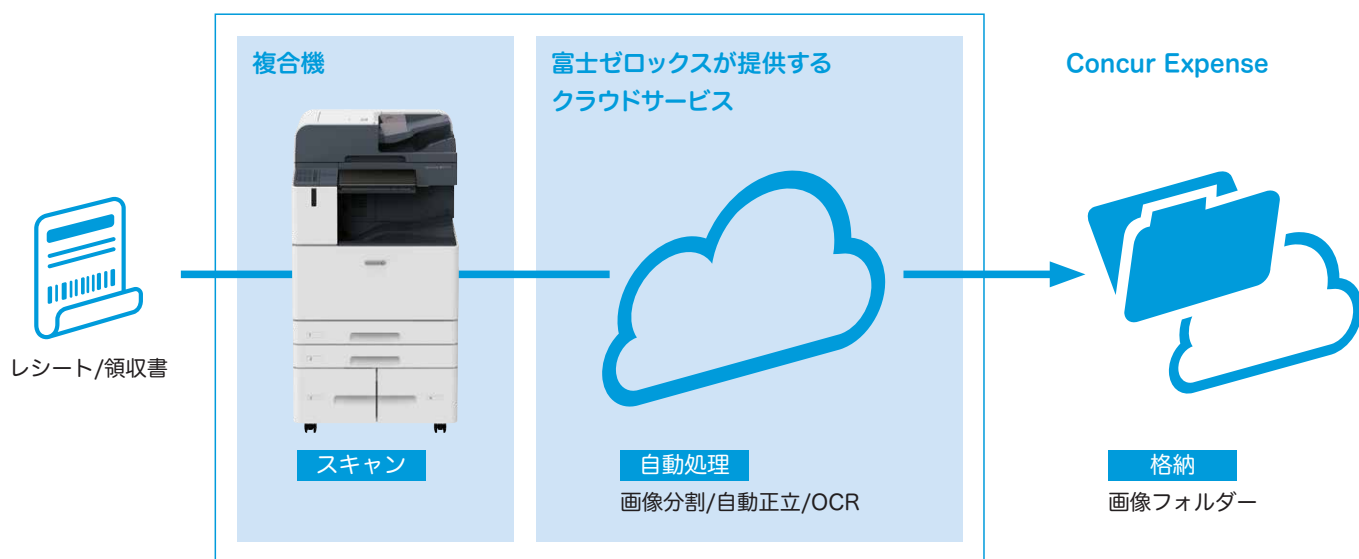 複合機
富士ゼロックスが提供する
クラウドサービス
Concur Expense
レシート/領収書
スキャン
自動処理
画像分割/自動正立/OCR
格納
画像フォルダー